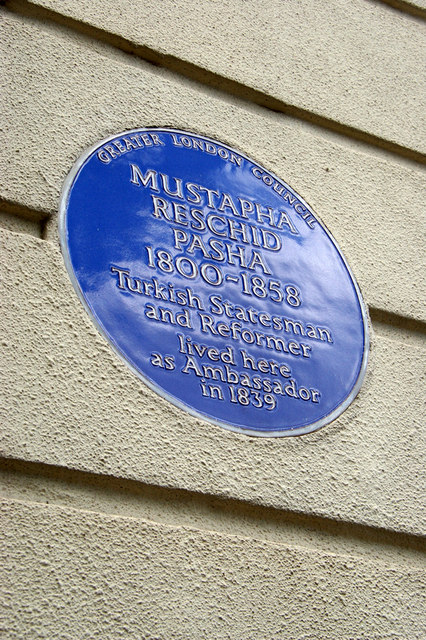 GREATER LONDON COUNCIL
MUSTAPHA
RESCHID
PASHA
1800-1858
Turkish Statesman
and Reformer
lived here
as Ambassador
in 1839